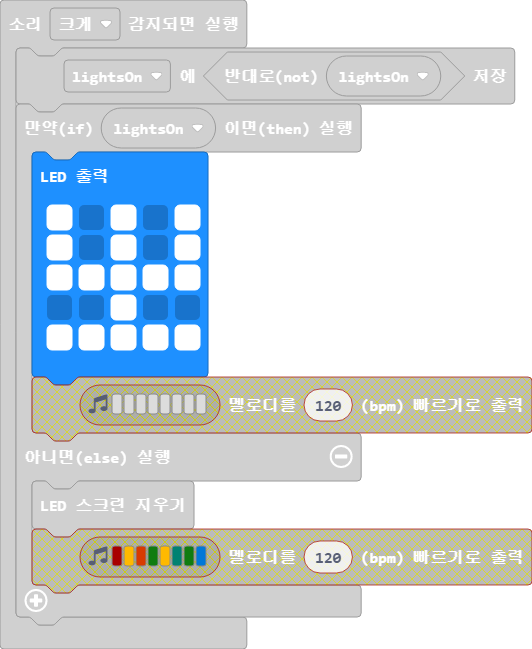 소리 크게 감지되면 실행
lightsOn 에 반대로(not) lightsOn 저장
만약(if) lightsOn 이면(then) 실행
LED 출력
멜로디를 120 (bpm) 빠르기로 출력
아니면(else) 실행
LED 스크린 지우기
멜로디를 120 (bpm) 빠르기로 출력